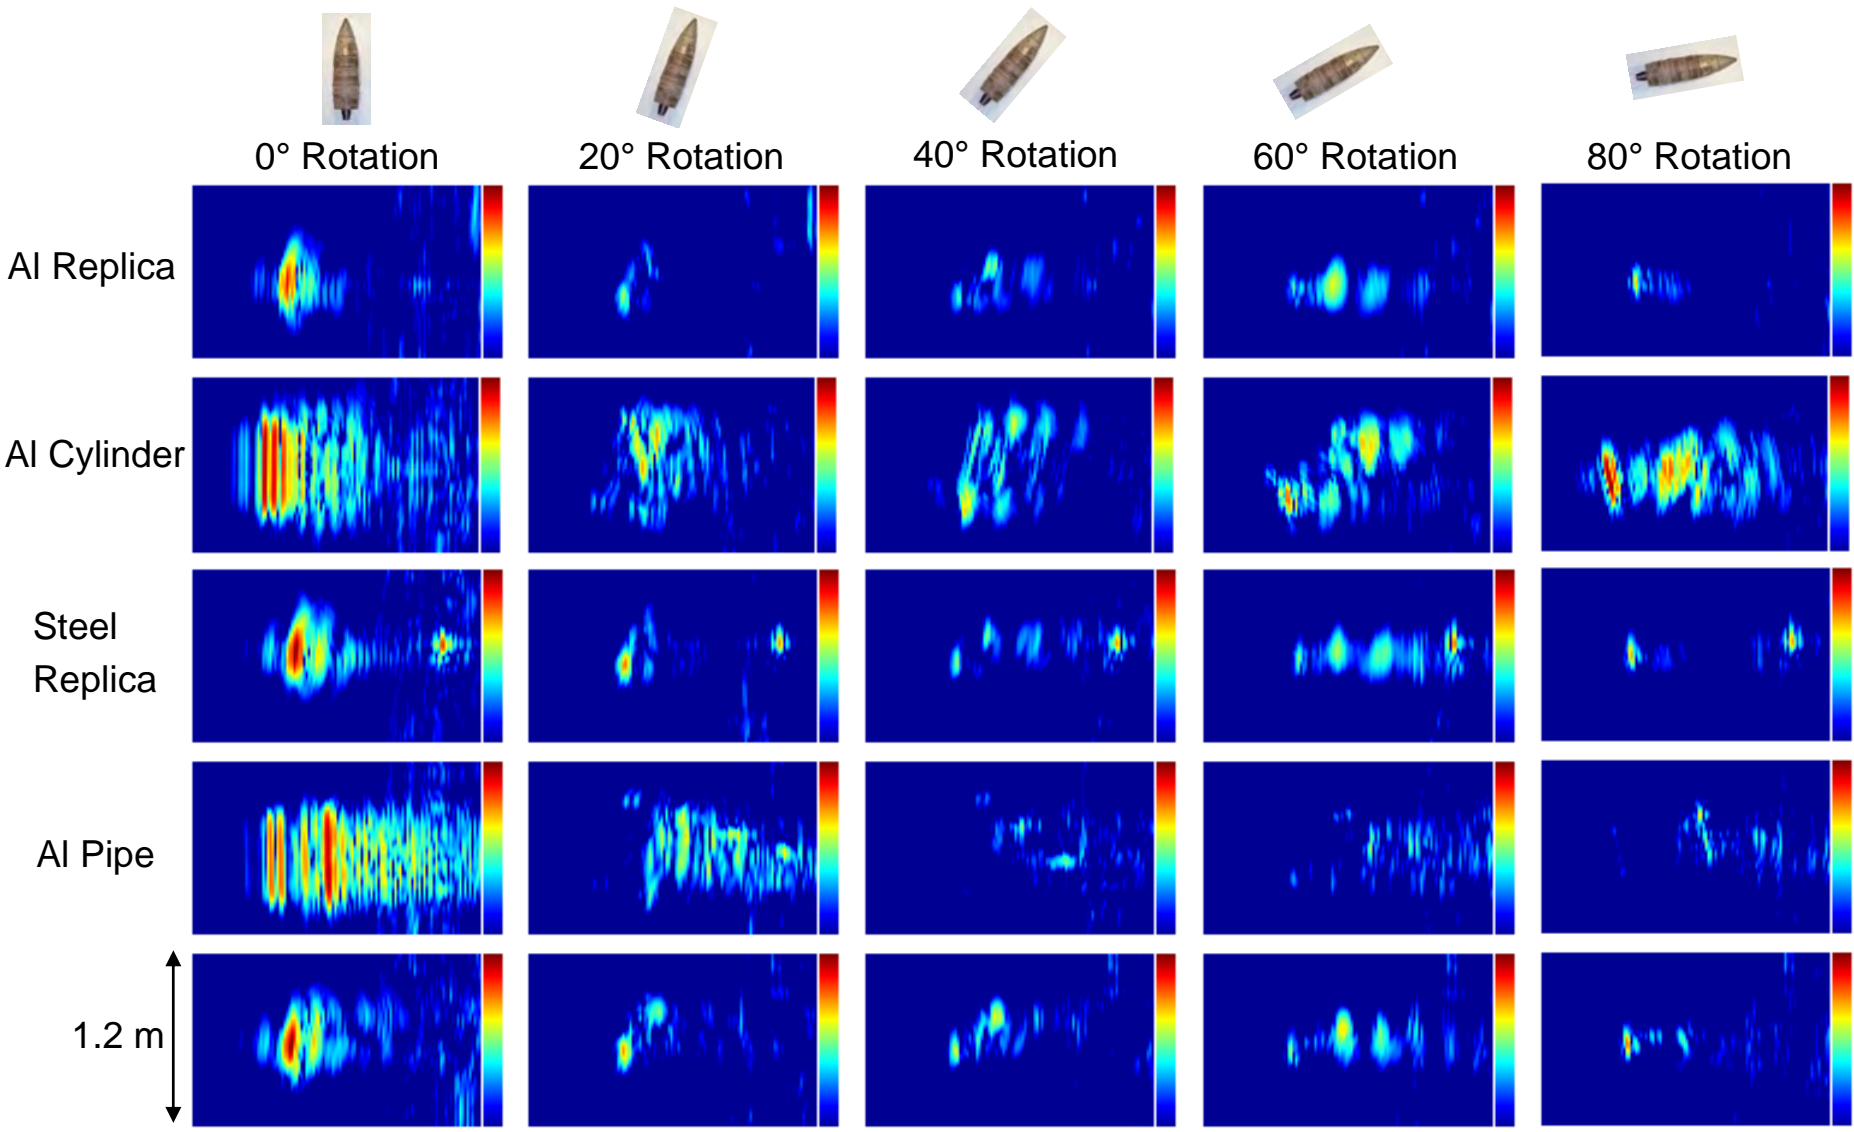 0° Rotation
20° Rotation
40° Rotation
60° Rotation
80° Rotation
Al Replica
Al Cylinder
Steel
Replica
Al Pipe
1.2 m